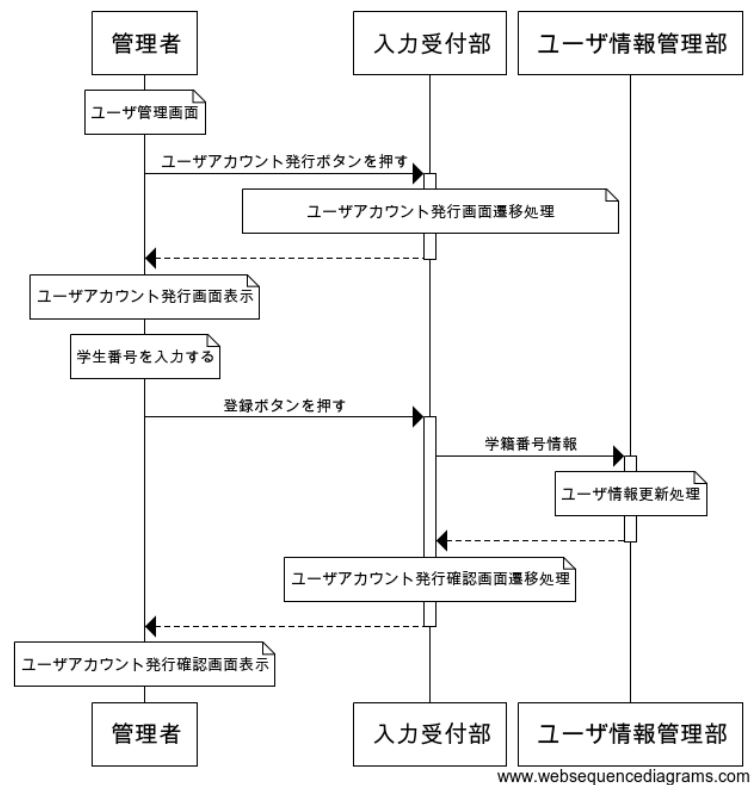 管理者
入力受付部
ユーザ情報管理部
ユーザ管理画面
ユーザアカウント発行ボタンを押す
ユーザアカウント発行画面遷移処理
ユーザアカウント発行画面表示
学生番号を入力する
登録ボタンを押す
学籍番号情報
ユーザ情報更新処理
ユーザアカウント発行確認画面遷移処理
ユーザアカウント発行確認画面表示
管理者
入力受付部
ユーザ情報管理部
www.websequencediagrams.com